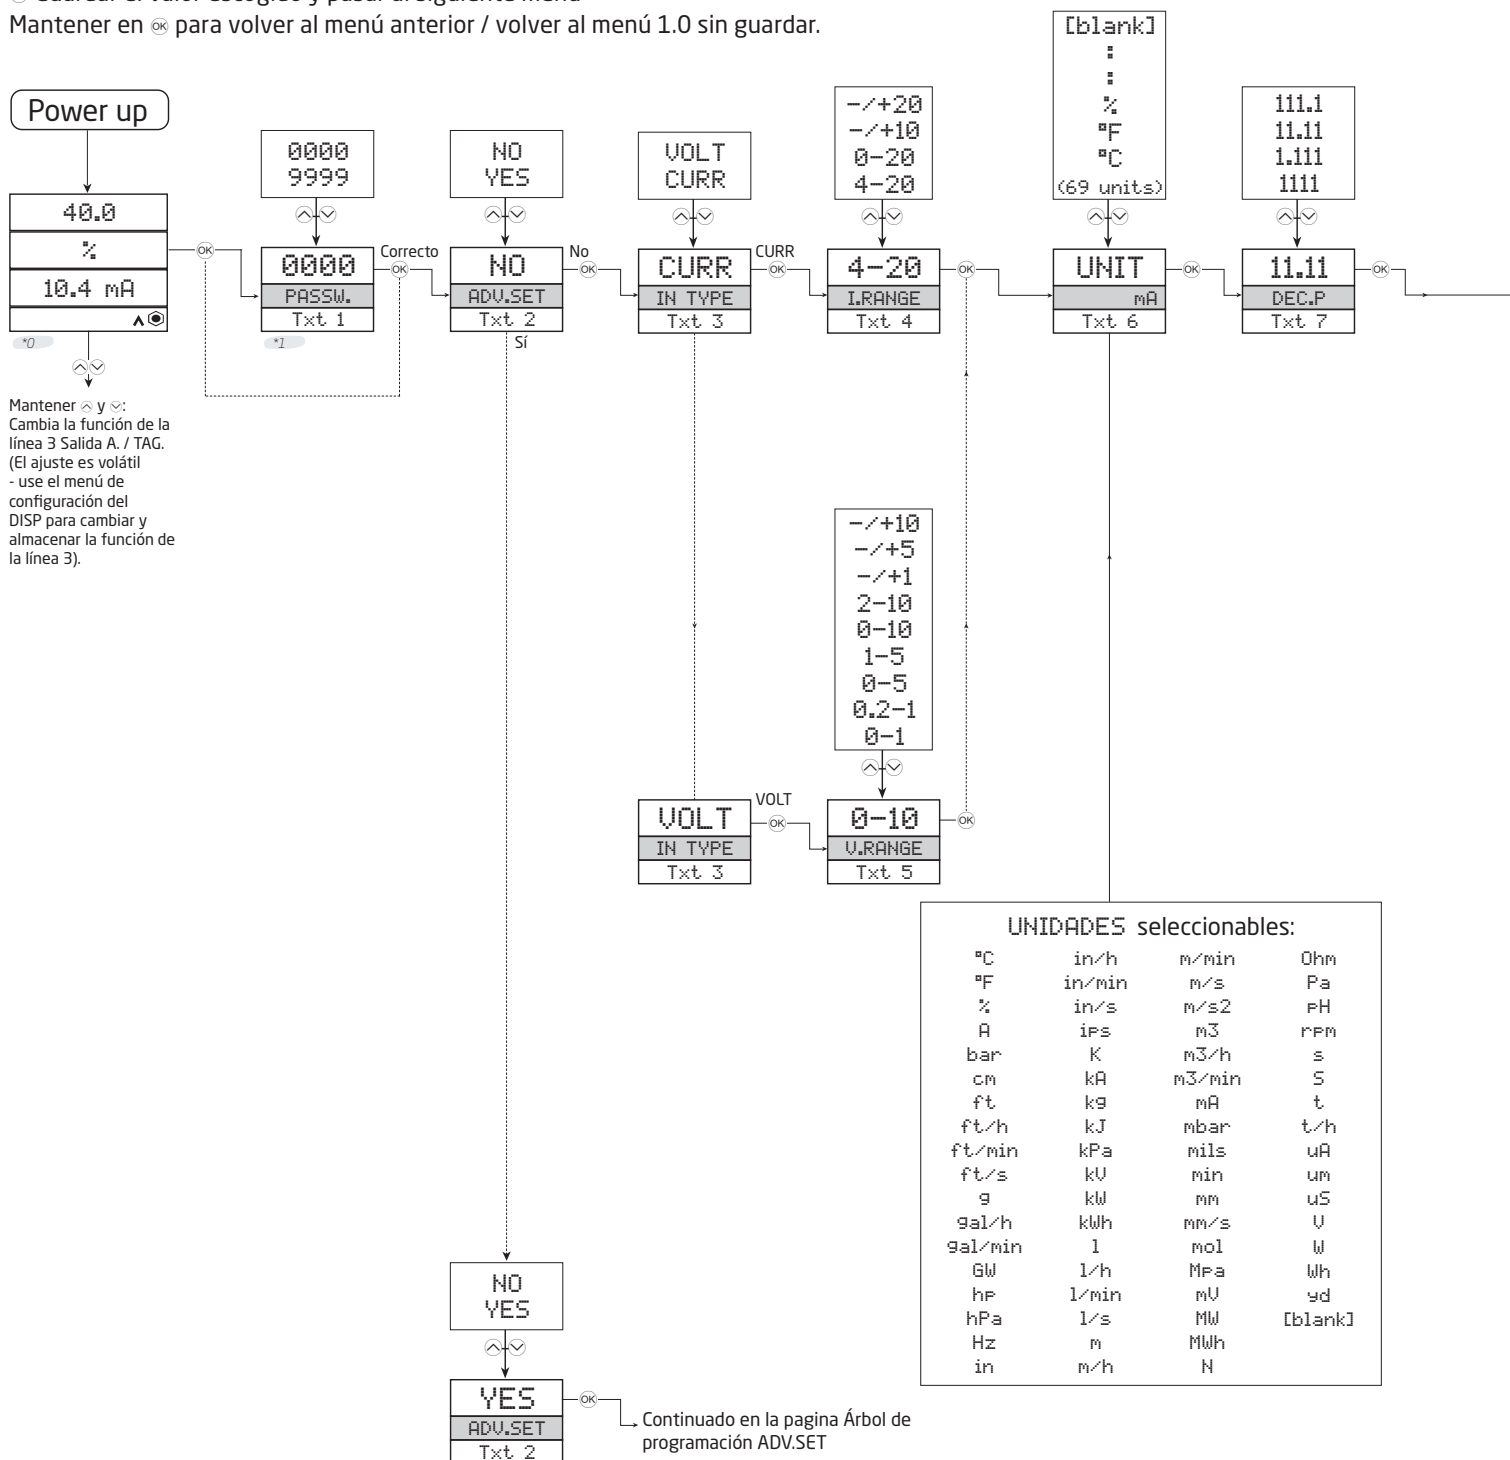 Mantener en OK para volver al menú anterior / volver al menú 1.0 sin guardar.
Power up
40.0
%
10.4 mA
*0
Mantener y :
Cambia la función de la
línea 3 Salida A. / TAG.
(El ajuste es volátil
- use el menú de
configuración del
DISP para cambiar y
almacenar la función de
la línea 3).
OK
0000
9999
0000
PASSW.
Txt 1
*1
Correcto
OK
NO
YES
NO
ADV.SET
Txt 2
Sí
No
OK
VOLT
CURR
CURR
IN TYPE
Txt 3
CURR
OK
-/+20
-/+10
0-20
4-20
4-20
I.RANGE
Txt 4
OK
[blank]
:
:
%
°F
°C
(69 units)
UNIT
mA
Txt 6
OK
111.1
11.11
1.111
1111
11.11
DEC.P
Txt 7
OK
VOLT
IN TYPE
Txt 3
VOLT
OK
-/+10
-/+5
-/+1
2-10
0-10
1-5
0-5
0.2-1
0-1
0-10
V.RANGE
Txt 5
OK
UNIDADES seleccionables:
°C in/h m/min Ohm
°F in/min m/s Pa
% in/s m/s2 pH
A ips m3 rpm
bar K m3/h s
cm kA m3/min S
ft kg mA t
ft/h kJ mbar t/h
ft/min kPa mils uA
ft/s kV min um
g kW mm uS
gal/h kWh mm/s V
gal/min l mol W
GW l/h Mpa Wh
hp l/min mV yd
hPa l/s MW [blank]
Hz m MWh
in m/h N
NO
YES
YES
ADV.SET
Txt 2
OK
Continuado en la pagina Árbol de
programación ADV.SET